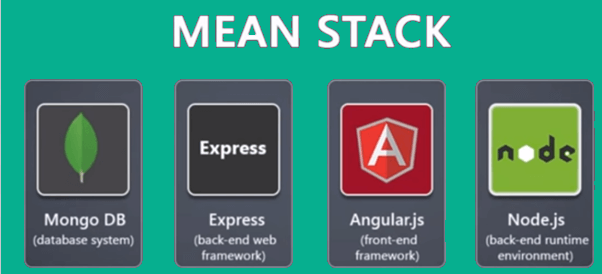 MEAN STACK
Express
A
node
Mongo DB
(database system)
Express
(back-end web
framework)
Angular.js
(front-end
framework)
Node.js
(back-end runtime
environment)